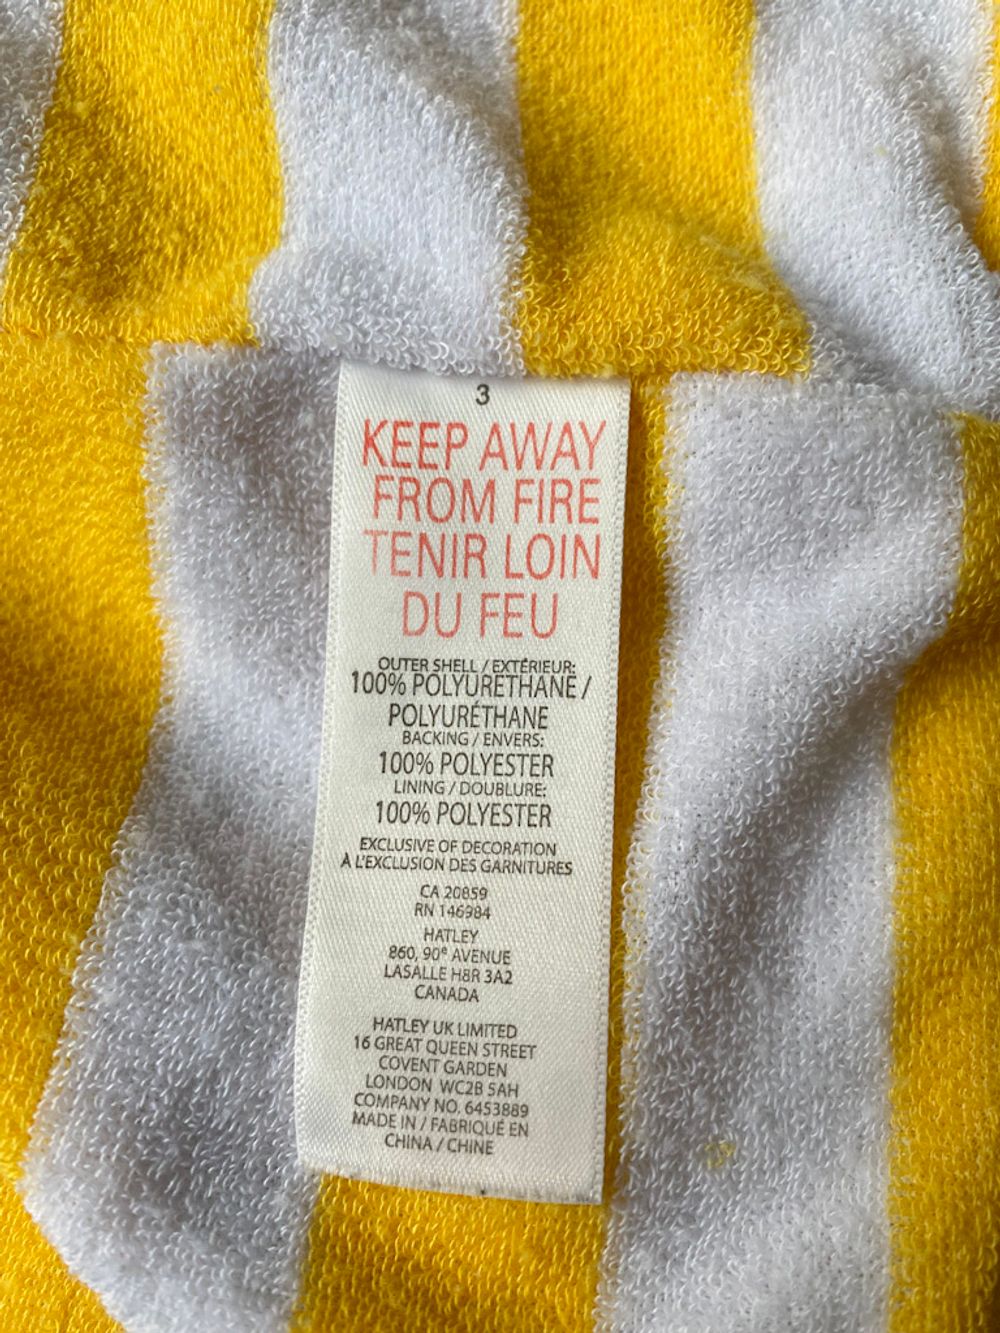 3
KEEP AWAY
FROM FIRE
TENIR LOIN
DU FEU
OUTER SHELL / EXTÉRIEUR:
100% POLYURETHANE /
POLYURÉTHANE
BACKING / ENVERS:
100% POLYESTER
LINING / DOUBLURE:
100% POLYESTER
EXCLUSIVE OF DECORATION
À L'EXCLUSION DES GARNITURES
CA 20859
RN 146984
HATLEY
860, 90e AVENUE
LASALLE H8R 3A2
CANADA
HATLEY UK LIMITED
16 GREAT QUEEN STREET
COVENT GARDEN
LONDON WC2B 5AH
COMPANY NO. 6453889
MADE IN / FABRIQUÉ EN
CHINA / CHINE